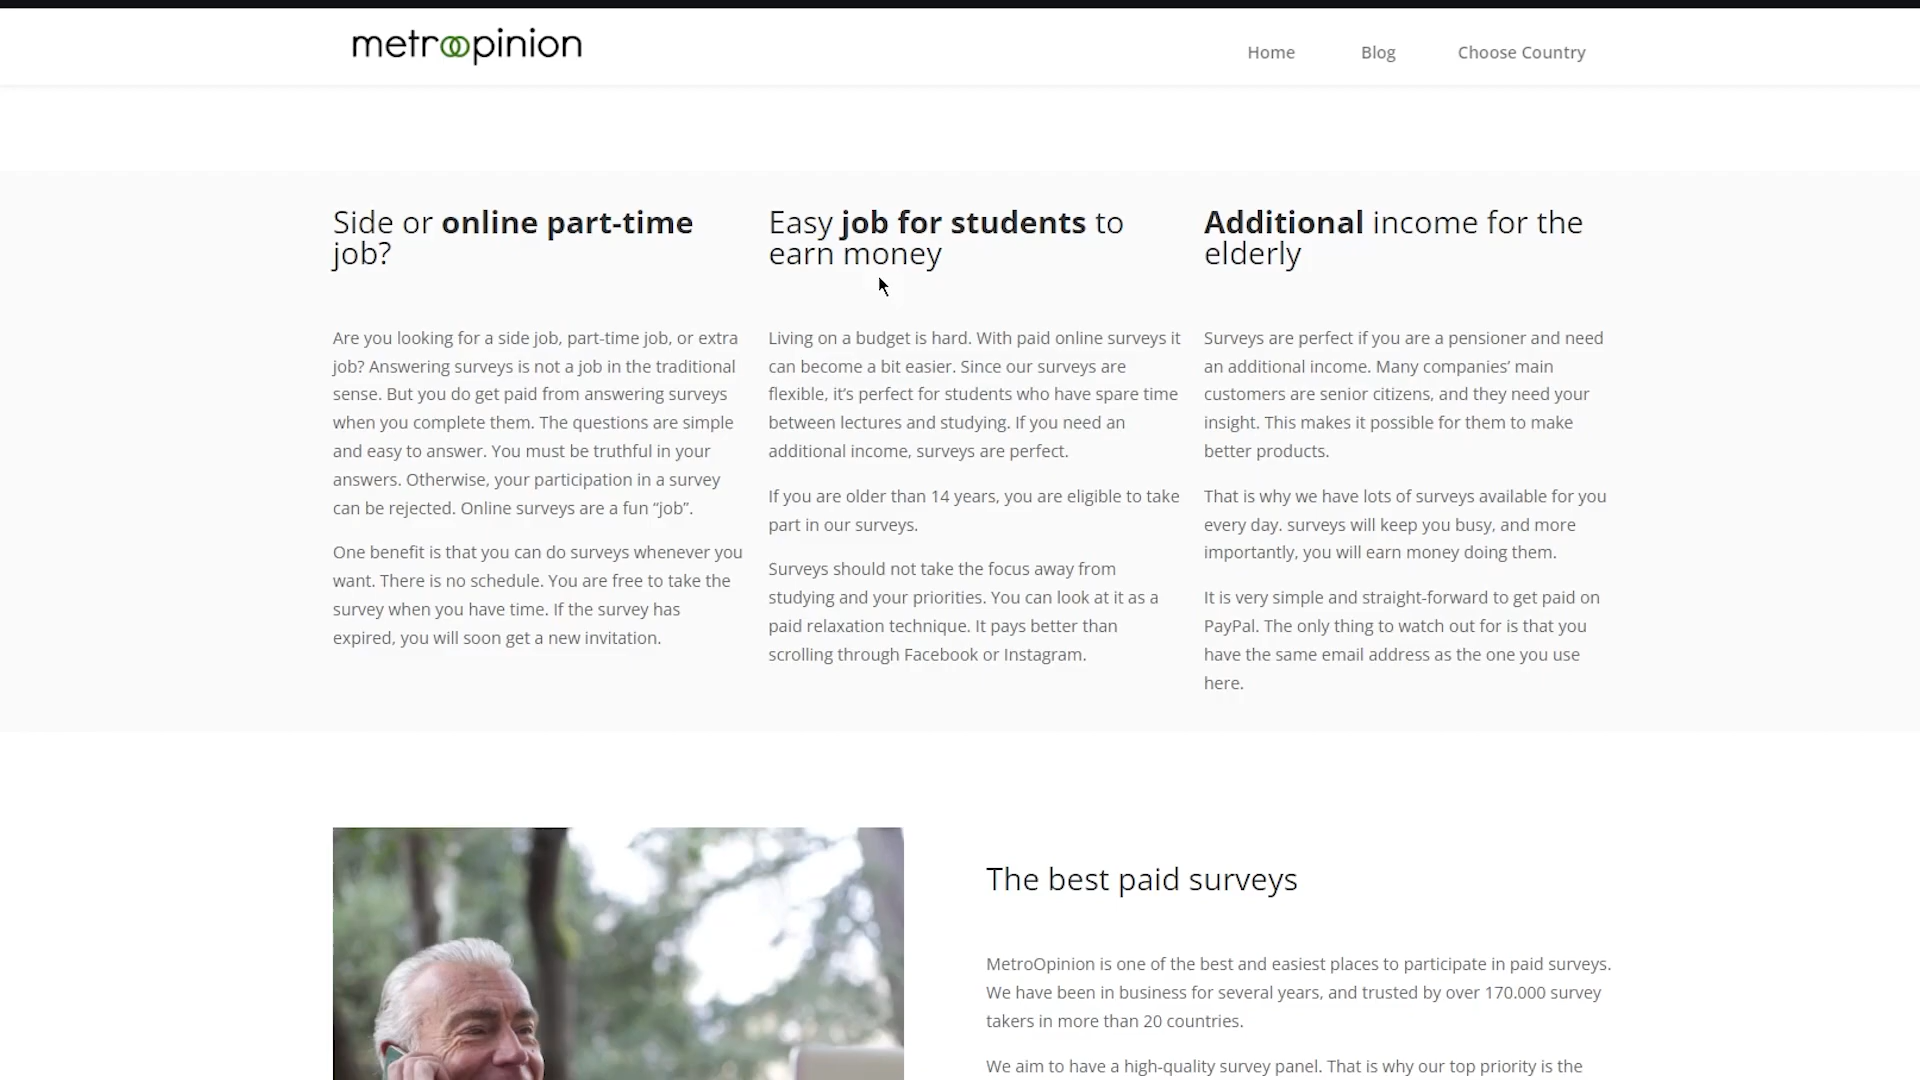 metroopinion
Home
Blog
Choose Country
Side or online part-time
job?
Are you looking for a side job, part-time job, or extra
job? Answering surveys is not a job in the traditional
sense. But you do get paid from answering surveys
when you complete them. The questions are simple
and easy to answer. You must be truthful in your
answers. Otherwise, your participation in a survey
can be rejected. Online surveys are a fun “job”.
One benefit is that you can do surveys whenever you
want. There is no schedule. You are free to take the
survey when you have time. If the survey has
expired, you will soon get a new invitation.
Easy job for students to
earn money
Living on a budget is hard. With paid online surveys it
can become a bit easier. Since our surveys are
flexible, it’s perfect for students who have spare time
between lectures and studying. If you need an
additional income, surveys are perfect.
If you are older than 14 years, you are eligible to take
part in our surveys.
Surveys should not take the focus away from
studying and your priorities. You can look at it as a
paid relaxation technique. It pays better than
scrolling through Facebook or Instagram.
Additional income for the
elderly
Surveys are perfect if you are a pensioner and need
an additional income. Many companies’ main
customers are senior citizens, and they need your
insight. This makes it possible for them to make
better products.
That is why we have lots of surveys available for you
every day. surveys will keep you busy, and more
importantly, you will earn money doing them.
It is very simple and straight-forward to get paid on
PayPal. The only thing to watch out for is that you
have the same email address as the one you use
here.
The best paid surveys
MetroOpinion is one of the best and easiest places to participate in paid surveys.
We have been in business for several years, and trusted by over 170.000 survey
takers in more than 20 countries.
We aim to have a high-quality survey panel. That is why our top priority is the